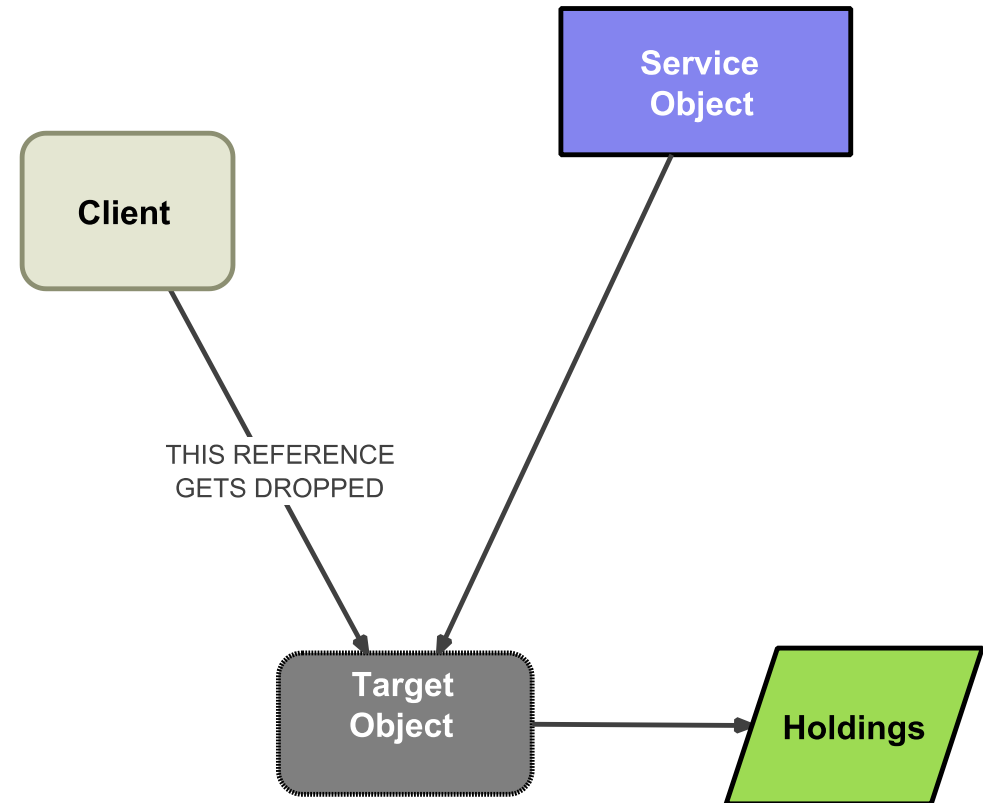 Service
Object
Client
THIS REFERENCE
GETS DROPPED
Target
Object
Holdings